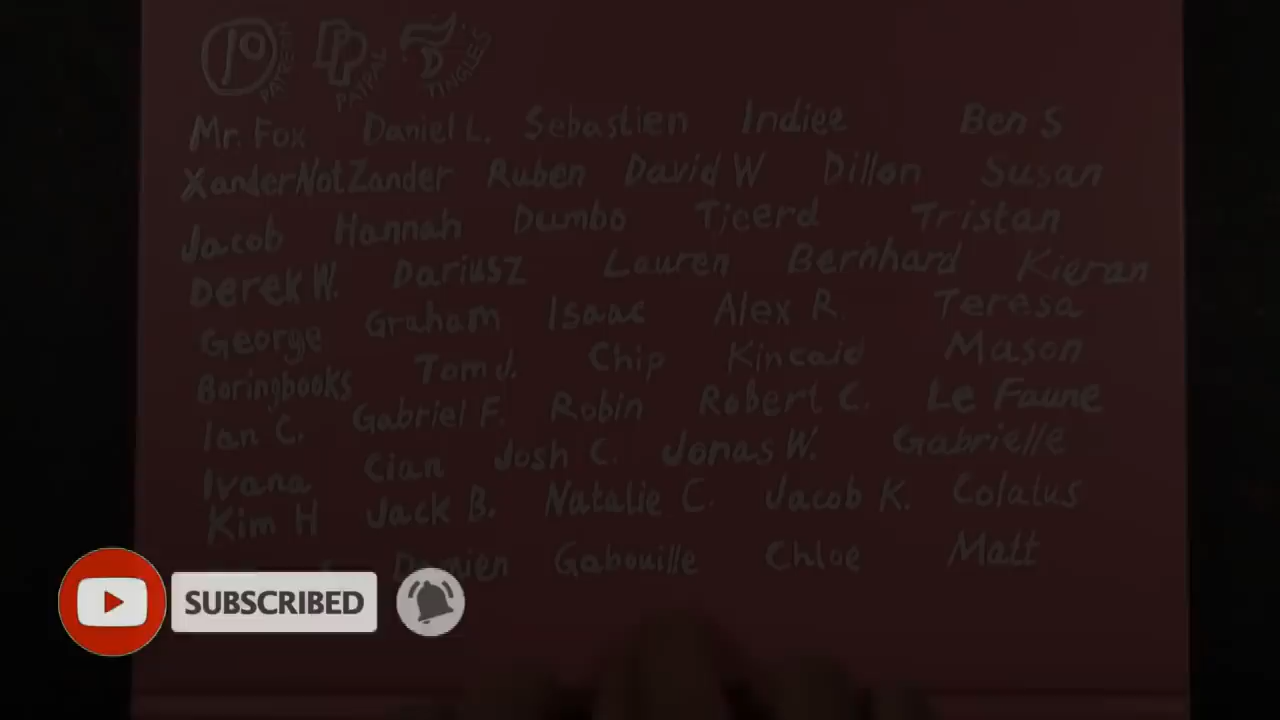 PATREON PAYPAL TINGLES
Mr. Fox Daniel L. Sebastien Indiee Ben S
XanderNotZander Ruben David W Dillon Susan
Jacob Hannah Dumbo Tjeerd Tristan
Derek W. Dariusz Lauren Bernhard Kieran
George Graham Isaac Alex R. Teresa
Boringbooks Tom J. Chip Kincaid Mason
Ian C. Gabriel F. Robin Robert C. Le Faune
Ivana Cian Josh C. Jonas W. Gabrielle
Kim H Jack B. Natalie C. Jacob K. Colalus
Damien Gabouille Chloe Matt
SUBSCRIBED